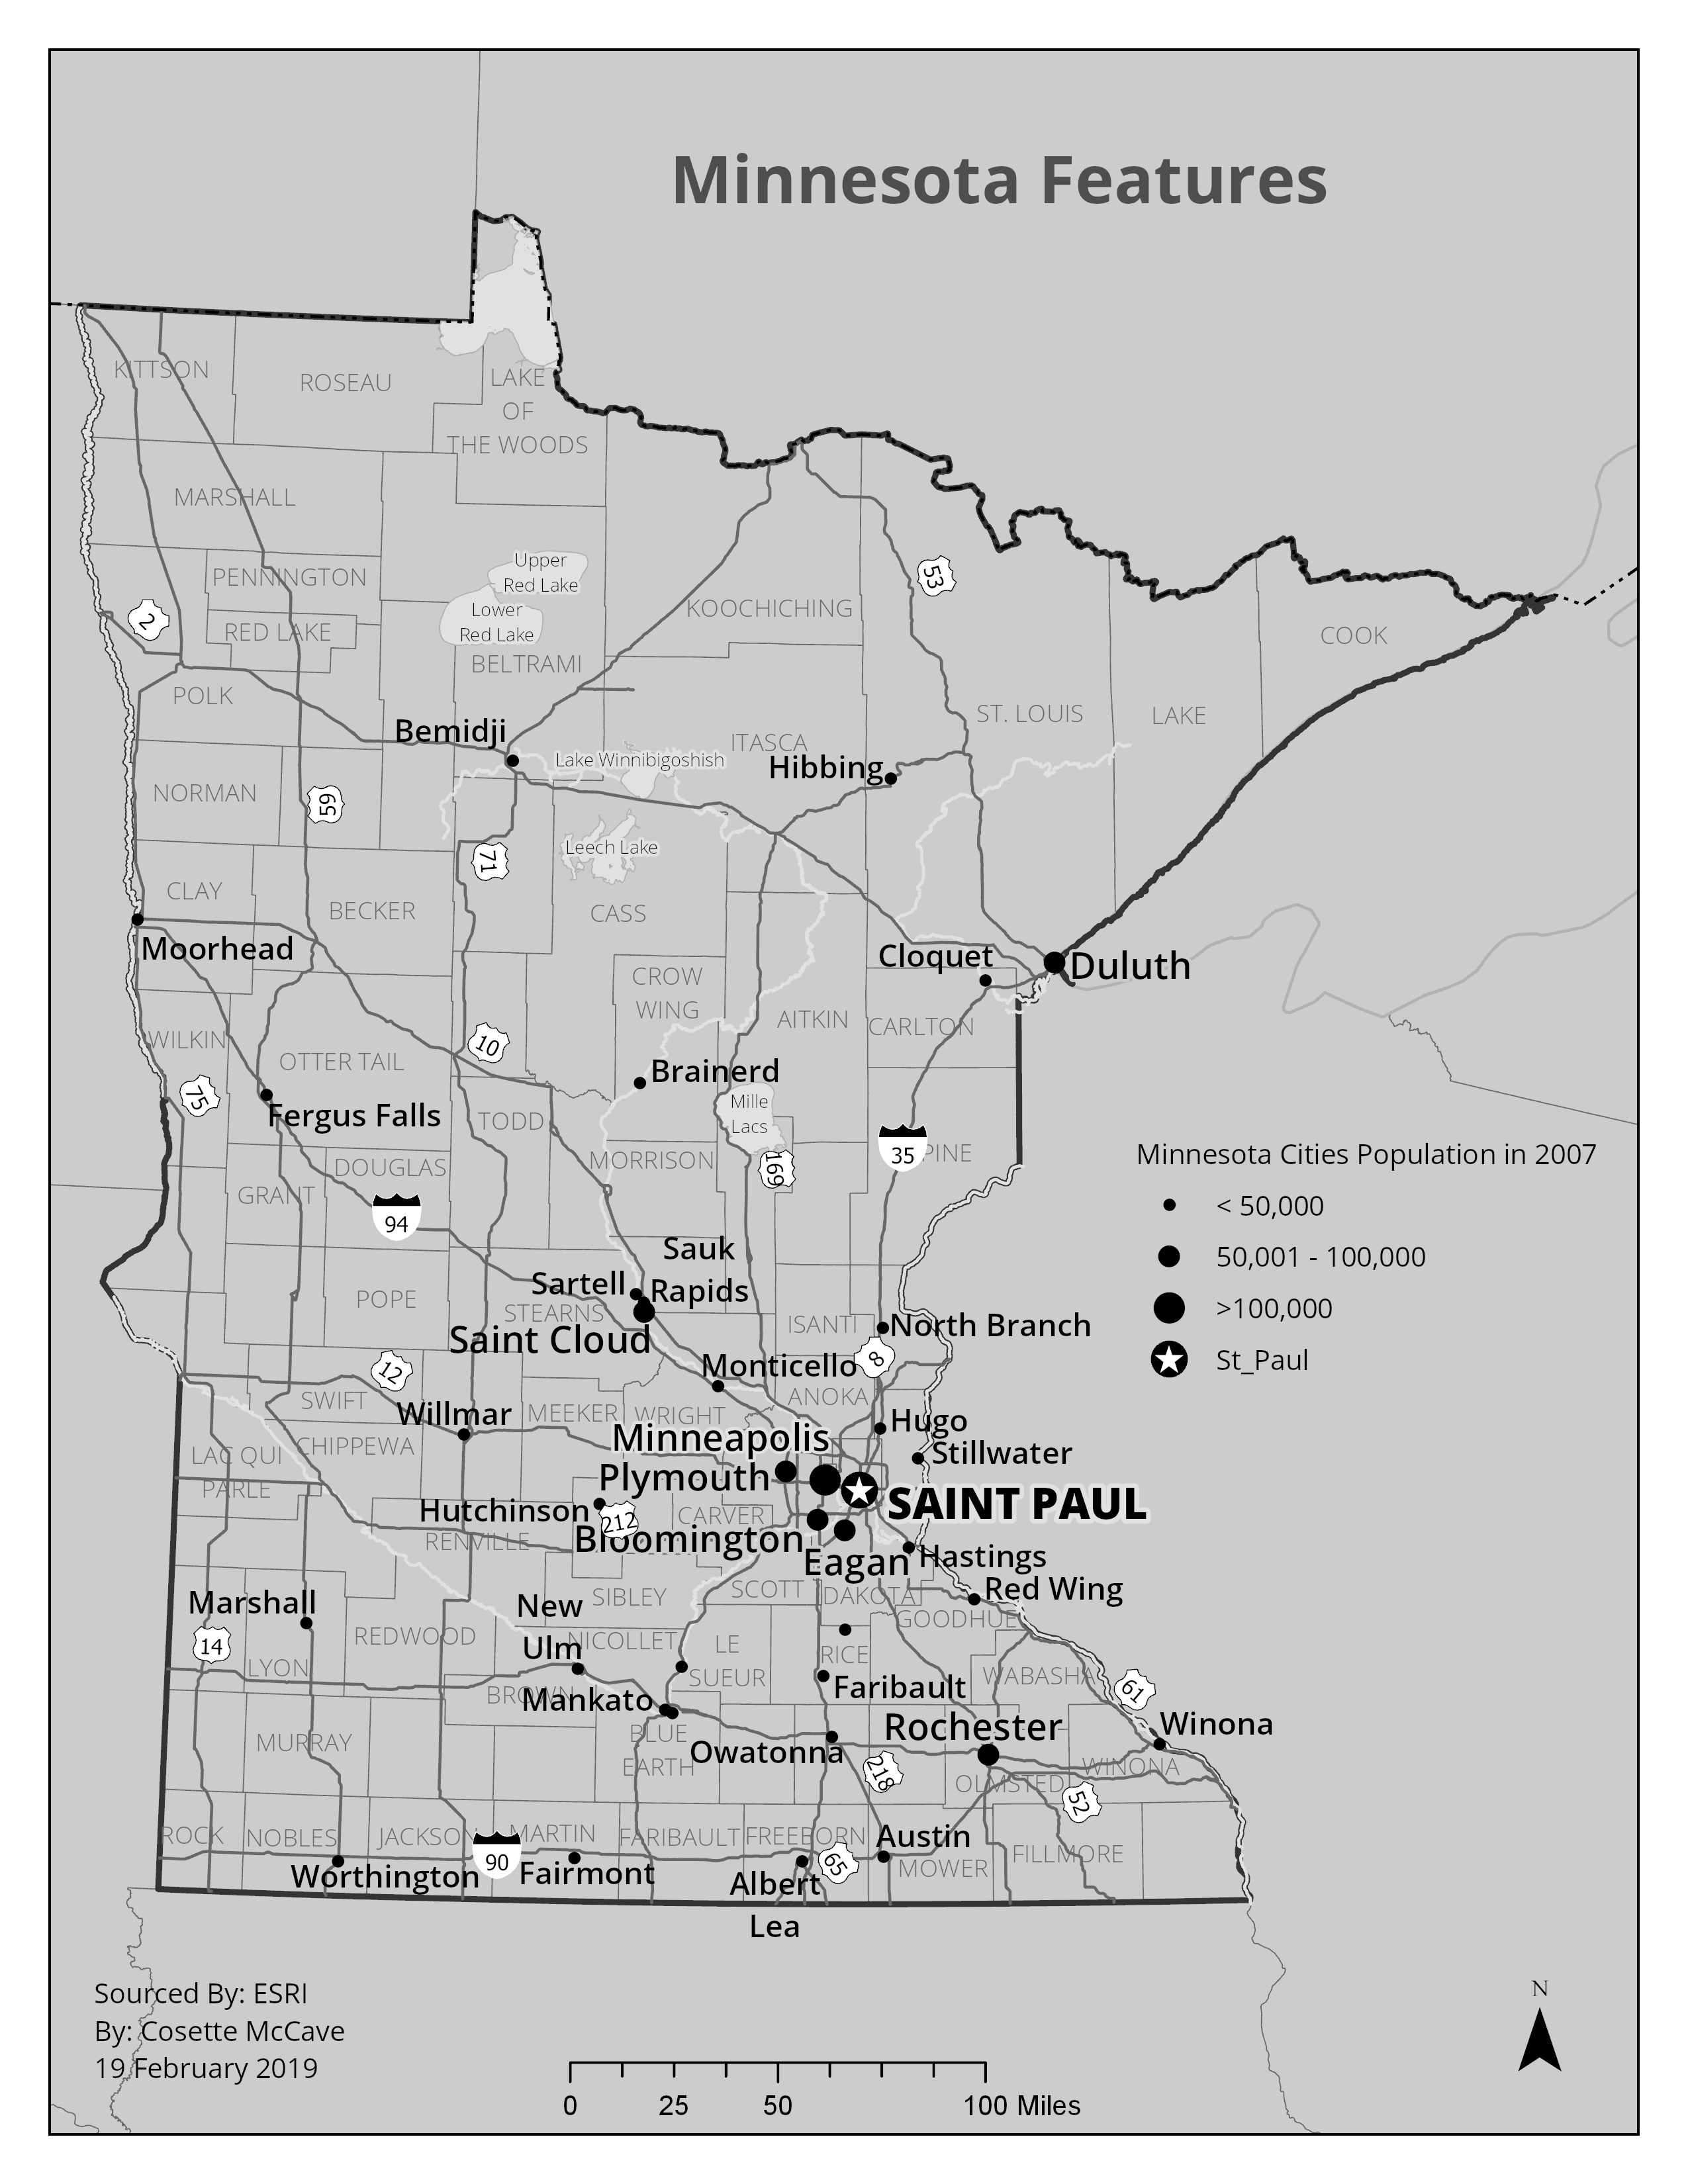 Minnesota Features
KITTSON
ROSEAU
LAKE
OF
THE WOODS
MARSHALL
Upper
Red Lake
53
PENNINGTON
Lower
Red Lake
KOOCHICHING
2
RED LAKE
COOK
BELTRAMI
POLK
ST. LOUIS
LAKE
Bemidji
ITASCA
Lake Winnibigoshish
Hibbing
NORMAN
59
Leech Lake
71
CLAY
BECKER
CASS
Moorhead
Cloquet
Duluth
CROW
WING
AITKIN
CARLTON
WILKIN
10
OTTER TAIL
Brainerd
75
Mille
Lacs
Fergus Falls
TODD
35
PINE
MORRISON
169
DOUGLAS
GRANT
94
Minnesota Cities Population in 2007
< 50,000
50,001 - 100,000
>100,000
St_Paul
Sauk
Rapids
Sartell
POPE
STEARNS
Saint Cloud
ISANTI
North Branch
8
Monticello
12
SWIFT
ANOKA
Willmar
MEEKER
WRIGHT
Hugo
LAC QUI
PARLE
CHIPPEWA
Minneapolis
Stillwater
Plymouth
SAINT PAUL
Hutchinson
212
CARVER
RENVILLE
Bloomington
Eagan
Hastings
Red Wing
SCOTT
DAKOTA
SIBLEY
Marshall
New
Ulm
GOODHUE
14
REDWOOD
NICOLLET
LE
SUEUR
RICE
LYON
WABASHA
Faribault
61
BROWN
Mankato
Rochester
Winona
MURRAY
BLUE
EARTH
Owatonna
218
OLMSTED
WINONA
52
ROCK
NOBLES
JACKSON
90
MARTIN
FARIBAULT
FREEBORN
Austin
65
MOWER
FILLMORE
Worthington
Fairmont
Albert
Lea
Sourced By: ESRI
By: Cosette McCave
19 February 2019
N
0 25 50 100 Miles